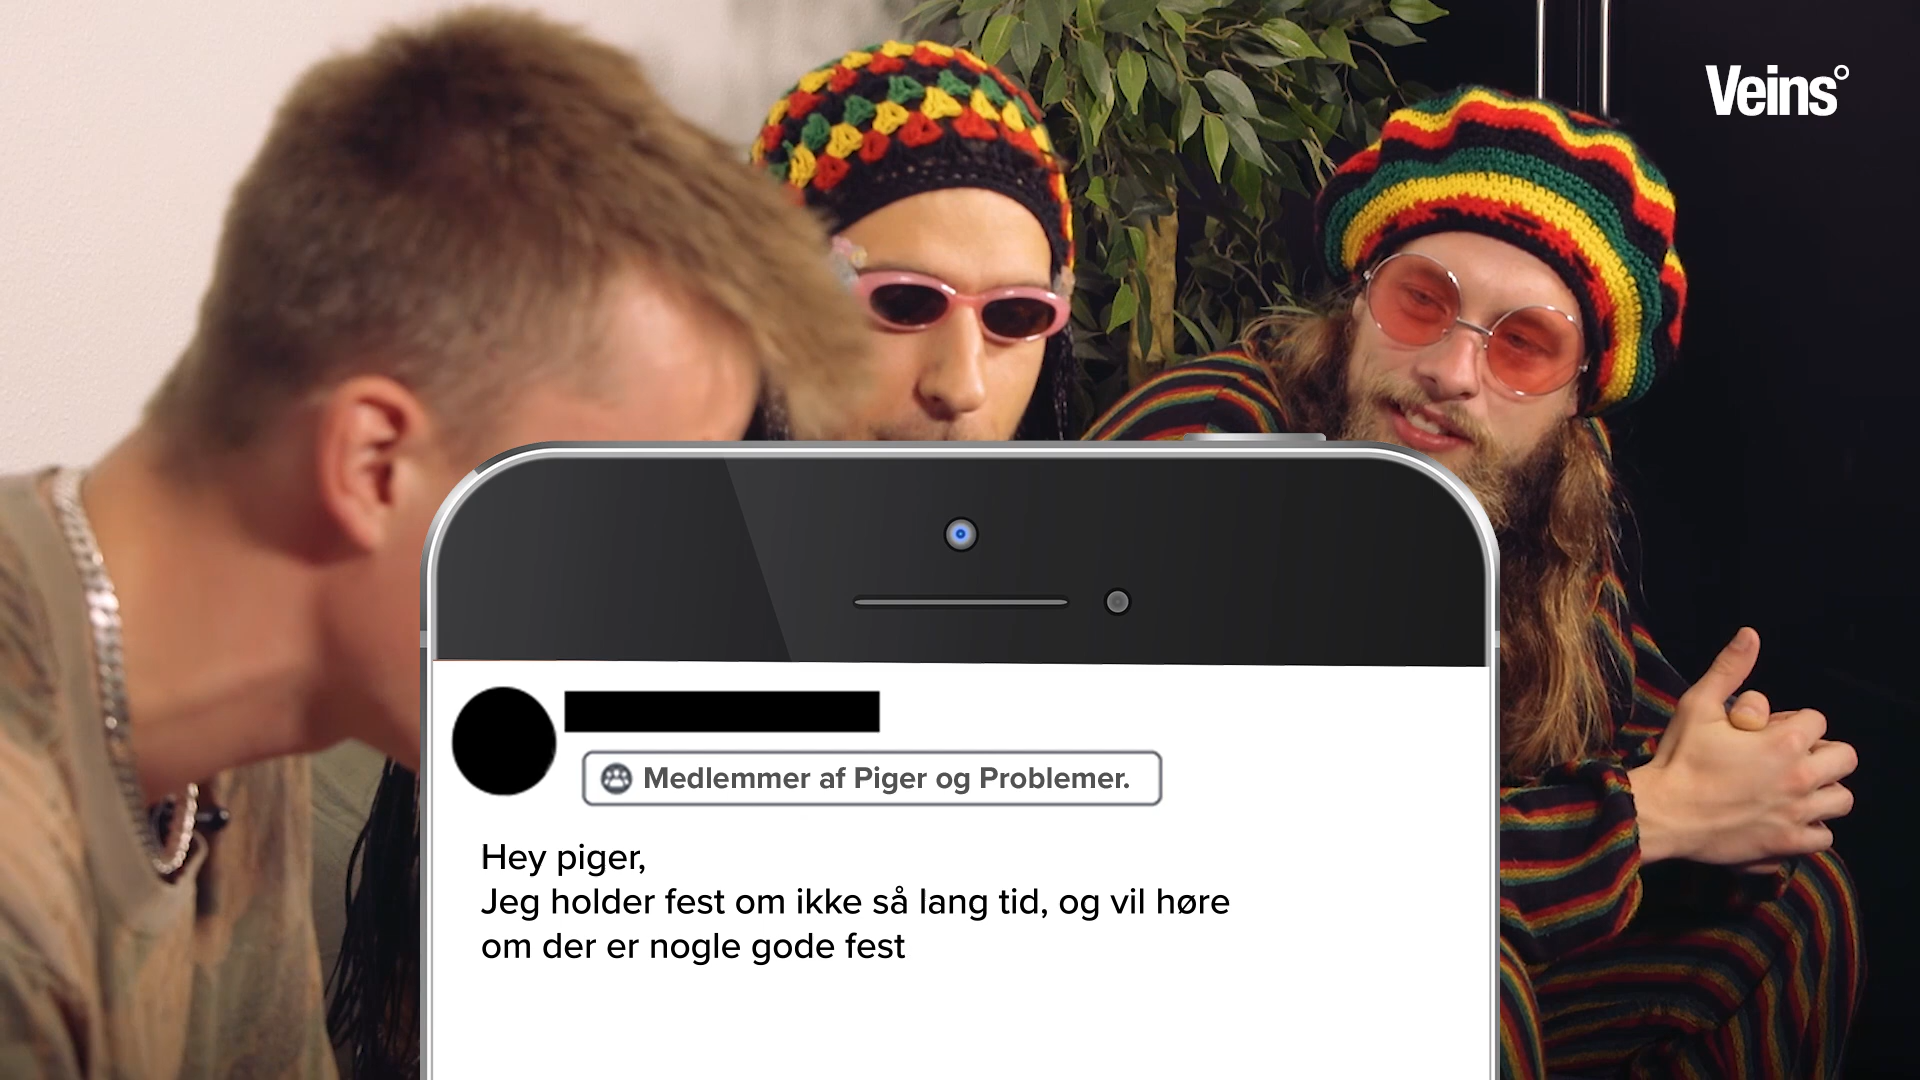 Veins°
Medlemmer af Piger og Problemer.
Hey piger,
Jeg holder fest om ikke så lang tid, og vil høre
om der er nogle gode fest